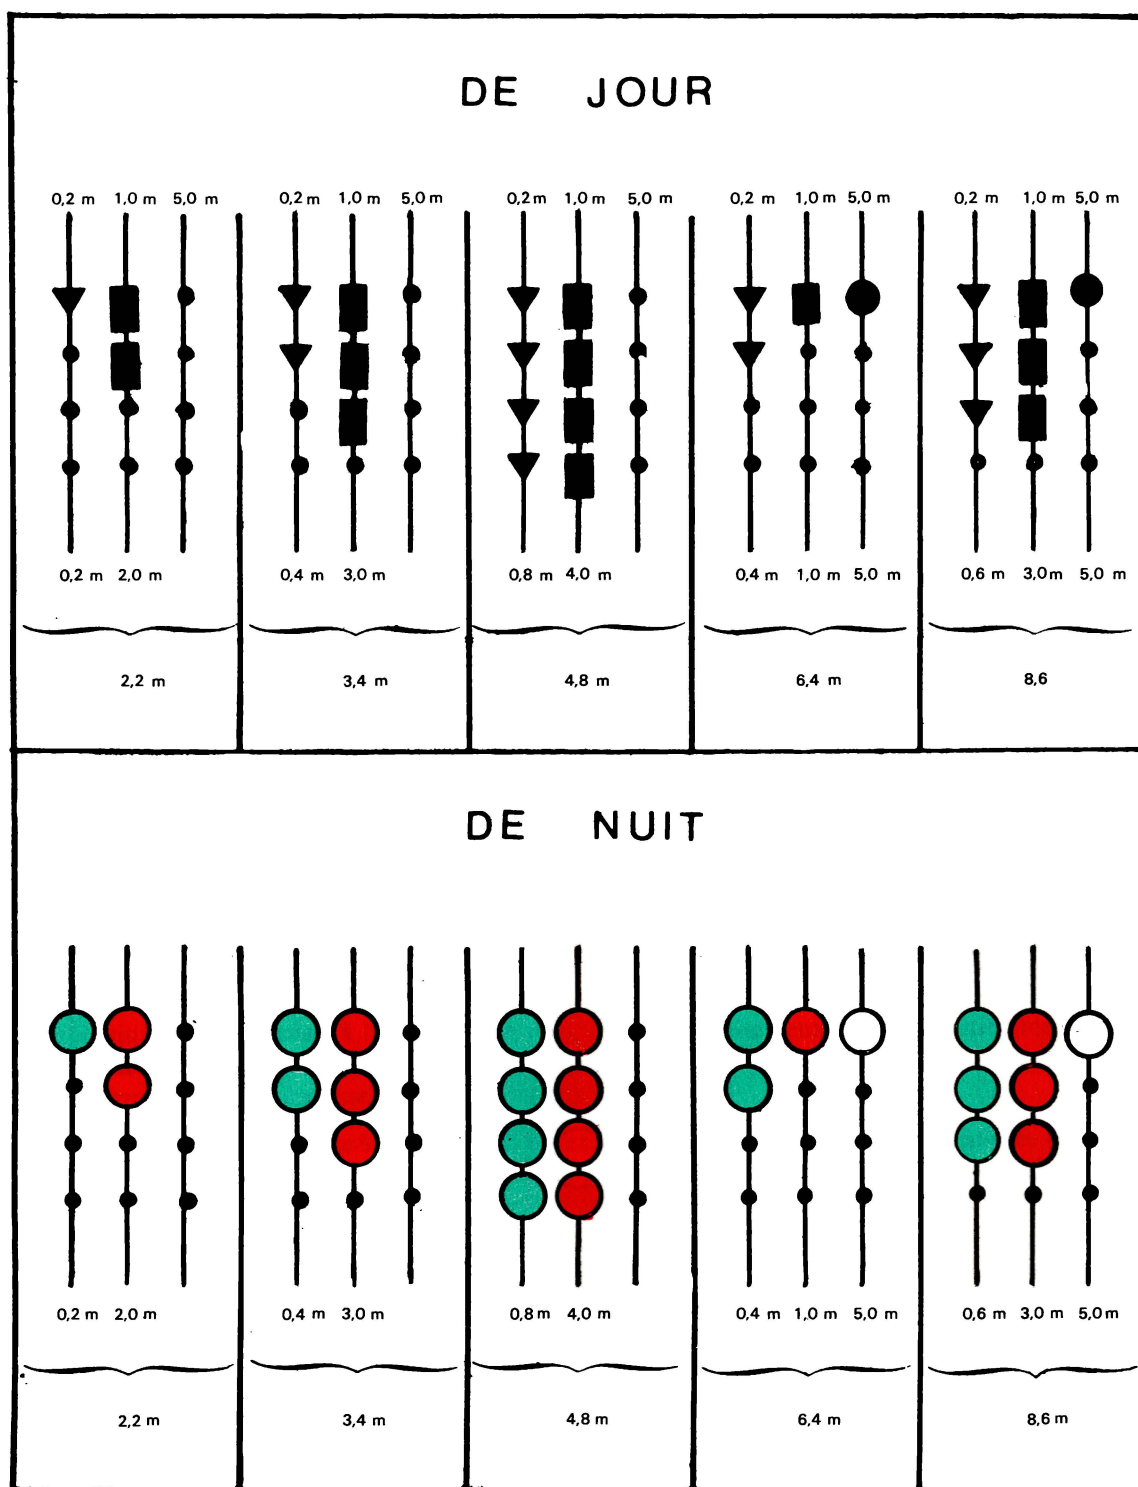 DE JOUR
0,2 m 1,0 m 5,0 m 0,2 m 1,0 m 5,0 m 0,2 m 1,0 m 5,0 m 0,2 m 1,0 m 5,0 m 0,2 m 1,0 m 5,0 m
0,2 m 2,0 m 0,4 m 3,0 m 0,8 m 4,0 m 0,4 m 1,0 m 5,0 m 0,6 m 3,0 m 5,0 m
2,2 m 3,4 m 4,8 m 6,4 m 8,6
DE NUIT
0,2 m 2,0 m 0,4 m 3,0 m 0,8 m 4,0 m 0,4 m 1,0 m 5,0 m 0,6 m 3,0 m 5,0 m
2,2 m 3,4 m 4,8 m 6,4 m 8,6 m